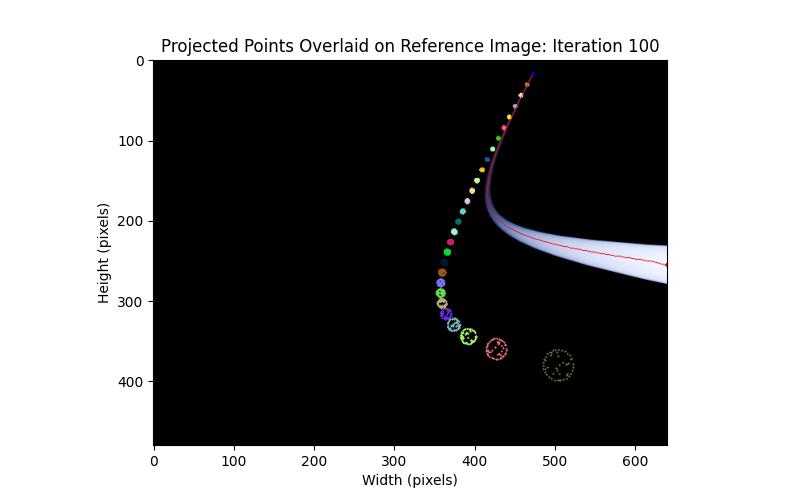 Projected Points Overlaid on Reference Image: Iteration 100
0
100
200
300
400
Height (pixels)
0 100 200 300 400 500 600
Width (pixels)